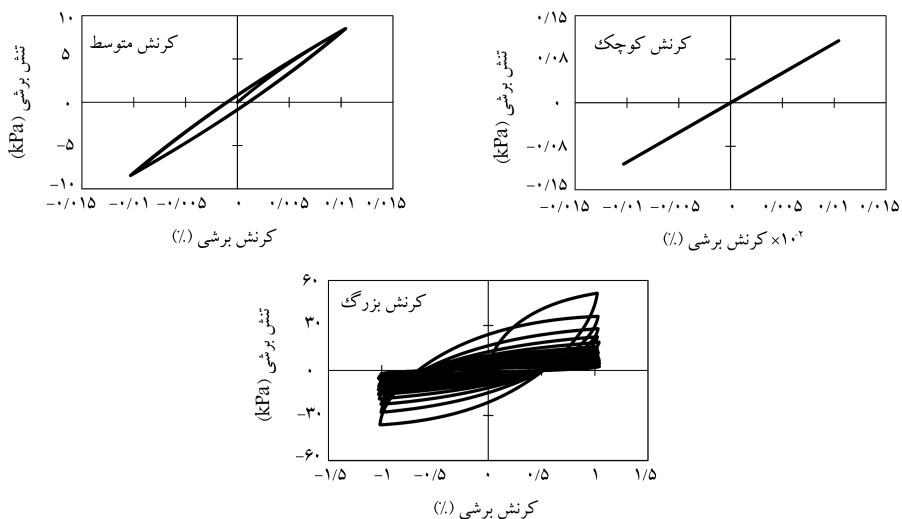 کرنش متوسط
تنش برشی (kPa)
۱۰
۵
۰
−۵
−۱۰
−۰/۰۱۵ −۰/۰۱ −۰/۰۰۵ ۰ ۰/۰۰۵ ۰/۰۱ ۰/۰۱۵
کرنش برشی (٪)
کرنش کوچک
تنش برشی (kPa)
۰/۱۵
۰/۰۸
۰
−۰/۰۸
−۰/۱۵
−۰/۰۱۵ −۰/۰۱ −۰/۰۰۵ ۰ ۰/۰۰۵ ۰/۰۱ ۰/۰۱۵
کرنش برشی (٪) ×۱۰⁻²
کرنش بزرگ
تنش برشی (kPa)
۶۰
۳۰
۰
−۳۰
−۶۰
−۱/۵ −۱ −۰/۵ ۰ ۰/۵ ۱ ۱/۵
کرنش برشی (٪)